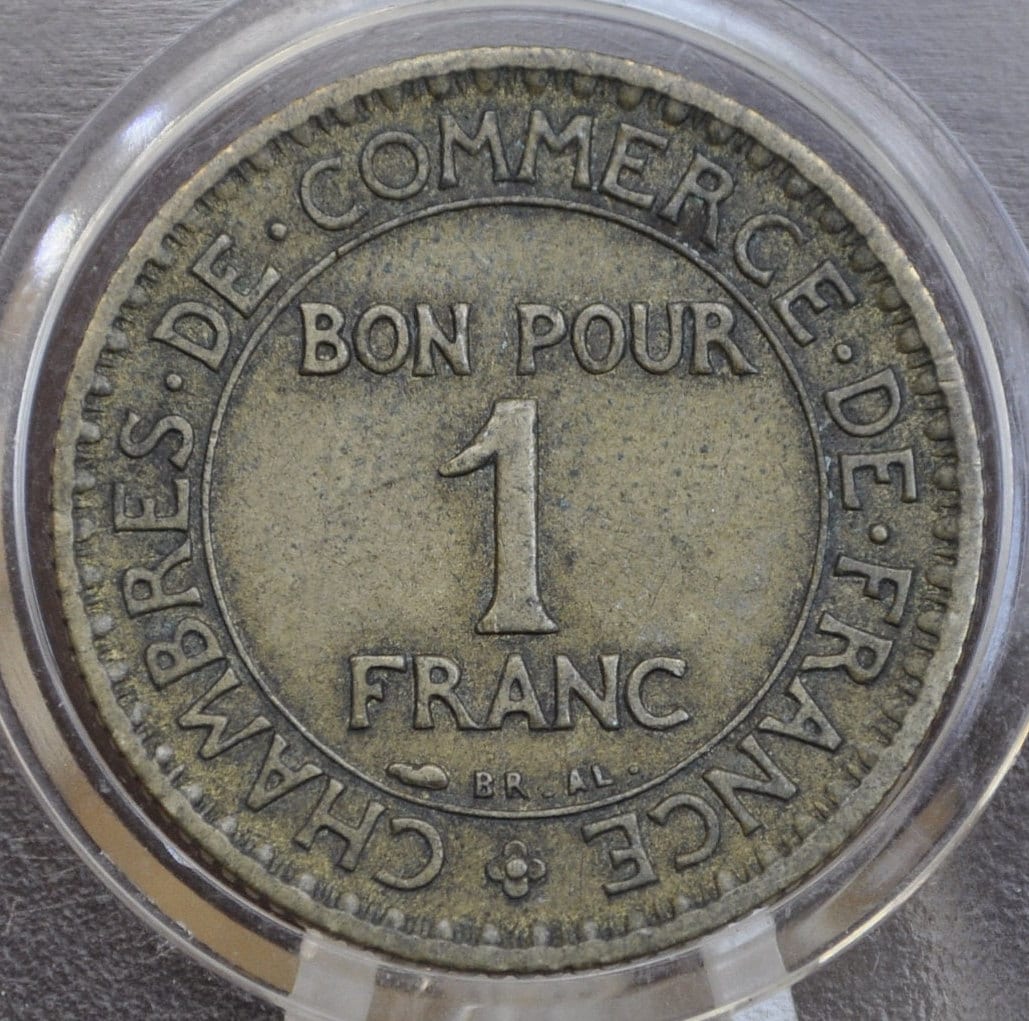 CHAMBRES · DE · COMMERCE · DE · FRANCE
BON POUR
1
FRANC
BR. AL.